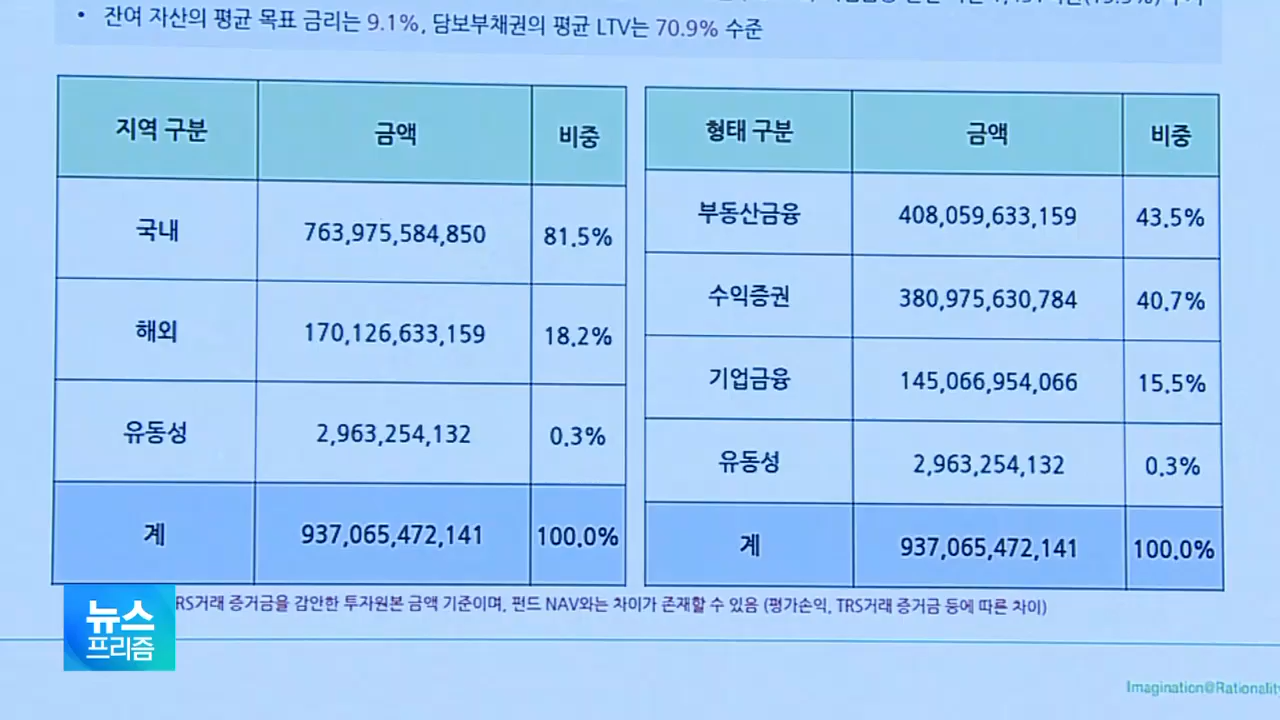 • 잔여 자산의 평균 목표 금리는 9.1%, 담보부채권의 평균 LTV는 70.9% 수준
지역 구분 금액 비중
국내 763,975,584,850 81.5%
해외 170,126,633,159 18.2%
유동성 2,963,254,132 0.3%
계 937,065,472,141 100.0%
형태 구분 금액 비중
부동산금융 408,059,633,159 43.5%
수익증권 380,975,630,784 40.7%
기업금융 145,066,954,066 15.5%
유동성 2,963,254,132 0.3%
계 937,065,472,141 100.0%
RS거래 증거금을 감안한 투자원본 금액 기준이며, 펀드 NAV와는 차이가 존재할 수 있음 (평가손익, TRS거래 증거금 등에 따른 차이)
뉴스
프리즘
Imagination@Rationality